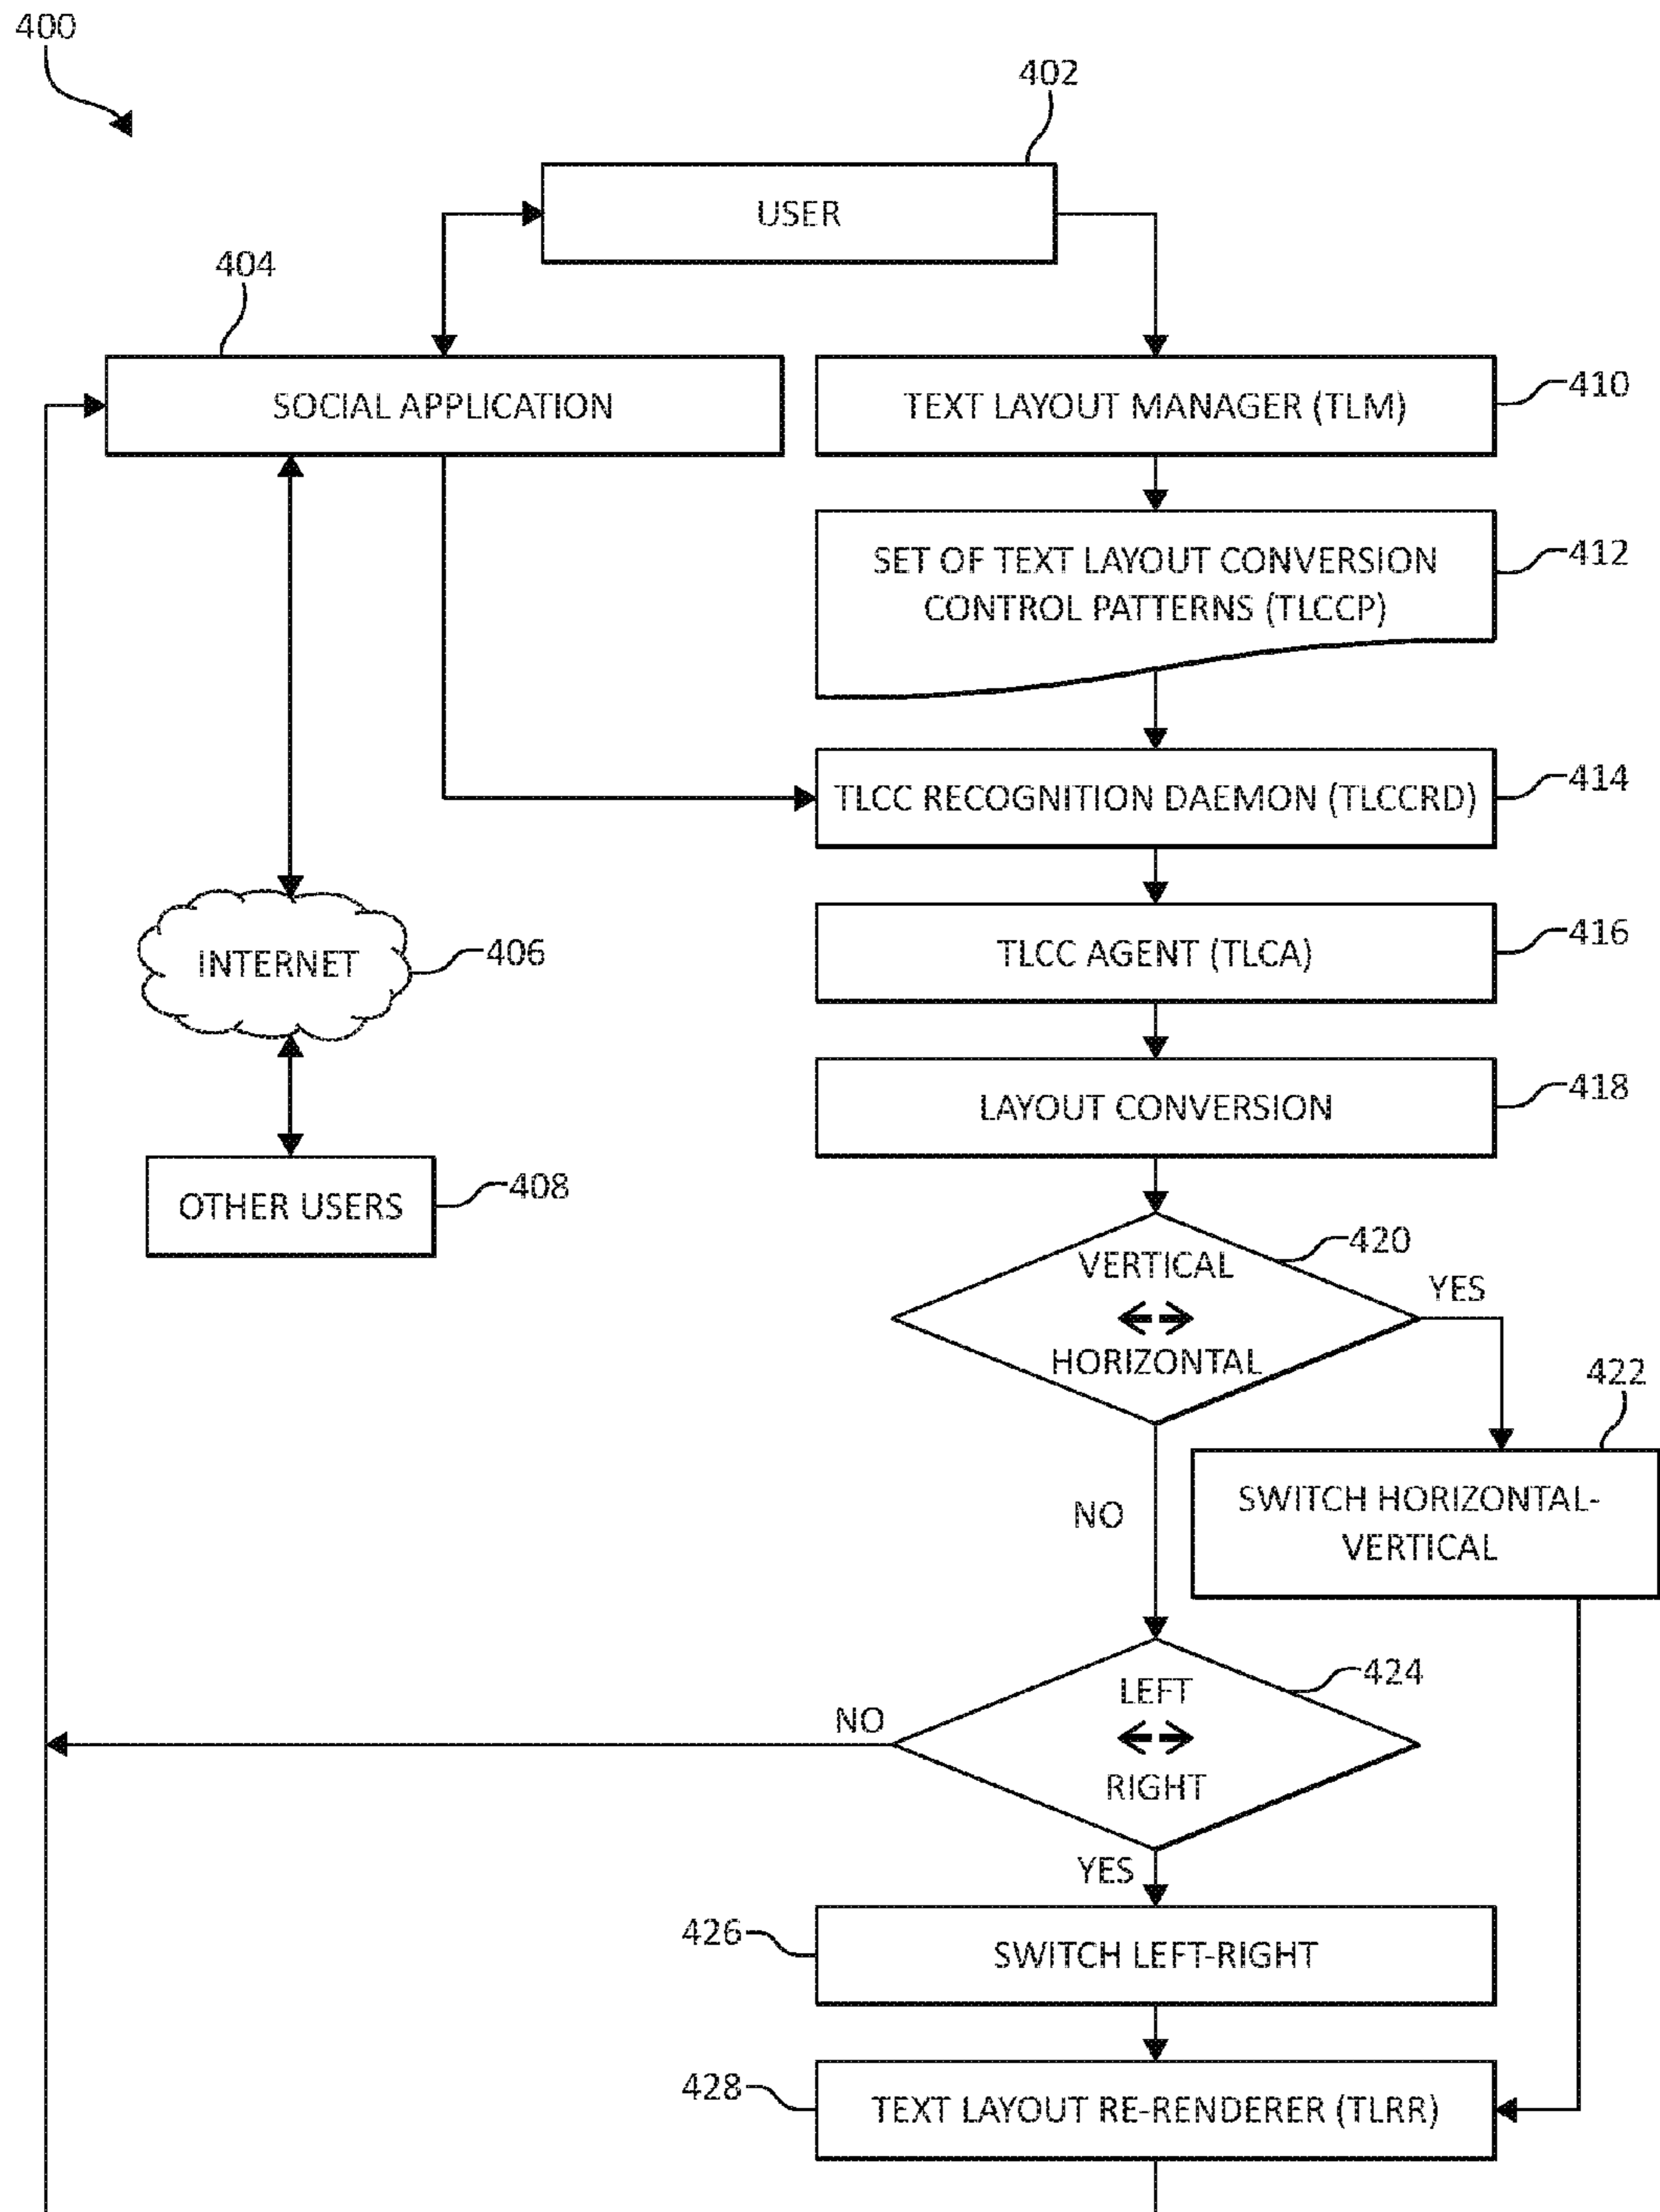 400
402
USER
404
SOCIAL APPLICATION
TEXT LAYOUT MANAGER (TLM)
410
SET OF TEXT LAYOUT CONVERSION
CONTROL PATTERNS (TLCCP)
412
TLCC RECOGNITION DAEMON (TLCCRD)
414
TLCC AGENT (TLCA)
416
INTERNET
406
LAYOUT CONVERSION
418
OTHER USERS
408
VERTICAL
HORIZONTAL
420
YES
422
SWITCH HORIZONTAL-
VERTICAL
NO
LEFT
RIGHT
424
NO
YES
426
SWITCH LEFT-RIGHT
428
TEXT LAYOUT RE-RENDERER (TLRR)